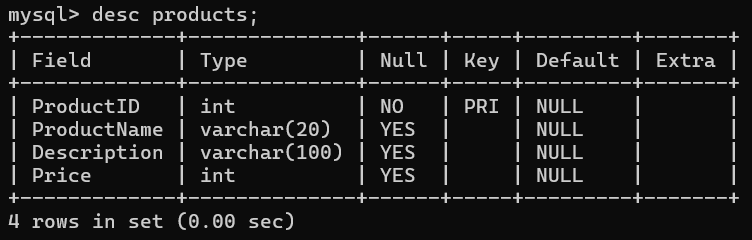 mysql> desc products;
+-------------+--------------+------+-----+---------+-------+
| Field       | Type         | Null | Key | Default | Extra |
+-------------+--------------+------+-----+---------+-------+
| ProductID   | int          | NO   | PRI | NULL    |       |
| ProductName | varchar(20)  | YES  |     | NULL    |       |
| Description | varchar(100) | YES  |     | NULL    |       |
| Price       | int          | YES  |     | NULL    |       |
+-------------+--------------+------+-----+---------+-------+
4 rows in set (0.00 sec)